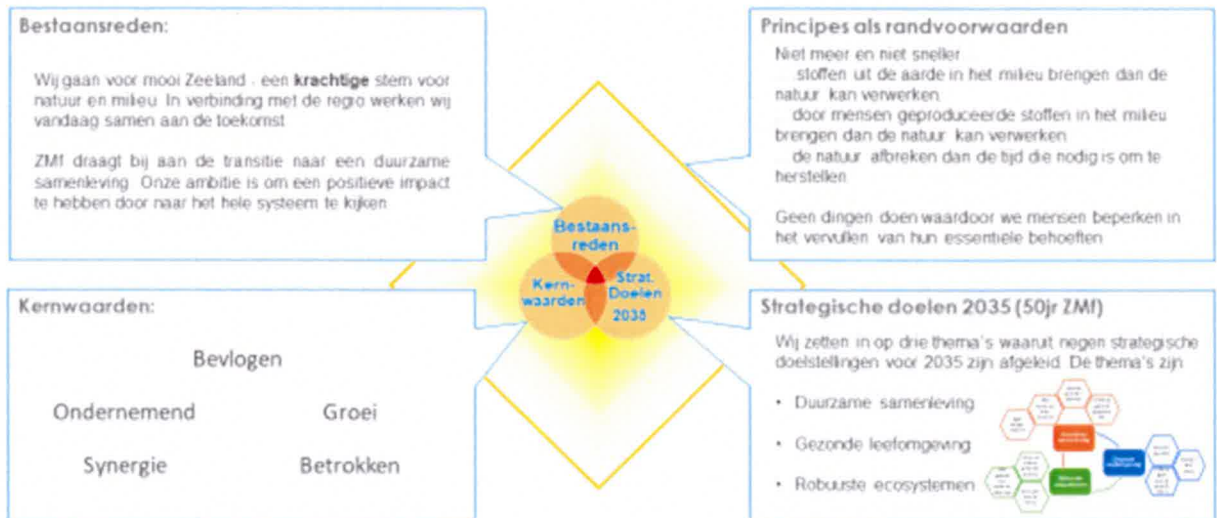 Bestaansreden:
Wij gaan voor mooi Zeeland - een krachtige stem voor
natuur en milieu. In verbinding met de regio werken wij
vandaag samen aan de toekomst
ZMf draagt bij aan de transitie naar een duurzame
samenleving. Onze ambitie is om een positieve impact
te hebben door naar het hele systeem te kijken
Principes als randvoorwaarden
Niet meer en niet sneller
...stoffen uit de aarde in het milieu brengen dan de
natuur kan verwerken
...door mensen geproduceerde stoffen in het milieu
brengen dan de natuur kan verwerken
...de natuur afbreken dan de tijd die nodig is om te
herstellen
Geen dingen doen waardoor we mensen beperken in
het vervullen van hun essentiële behoeften
Bestaans-
reden
Kern-
waarden
Strat.
Doelen
2035
Kernwaarden:
Bevlogen
Ondernemend
Groei
Synergie
Betrokken
Strategische doelen 2035 (50jr ZMf)
Wij zetten in op drie thema's waaruit negen strategische
doelstellingen voor 2035 zijn afgeleid. De thema's zijn
• Duurzame samenleving
• Gezonde leefomgeving
• Robuuste ecosystemen